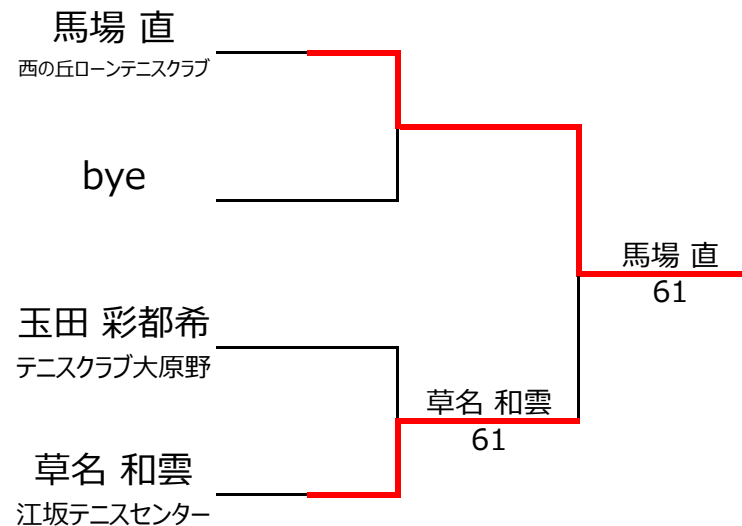 馬場 直
西の丘ローンテニスクラブ
bye
玉田 彩都希
テニスクラブ大原野
草名 和雲
江坂テニスセンター
草名 和雲
61
馬場 直
61